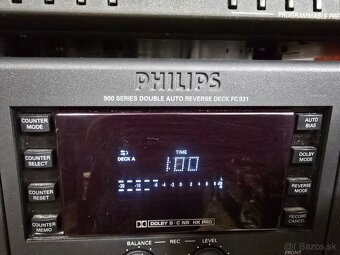 PROGRAMMABLE PRE
PHILIPS
900 SERIES DOUBLE AUTO REVERSE DECK FC931
COUNTER MODE
AUTO BIAS
TIME
DECK A
1:00
COUNTER SELECT
DOLBY MODE
COUNTER RESET
REVERSE MODE
COUNTER MEMO
RECORD CANCEL
DOLBY B-C NR HX PRO
BALANCE
REC
LEVEL
FRONT
Bazos.sk